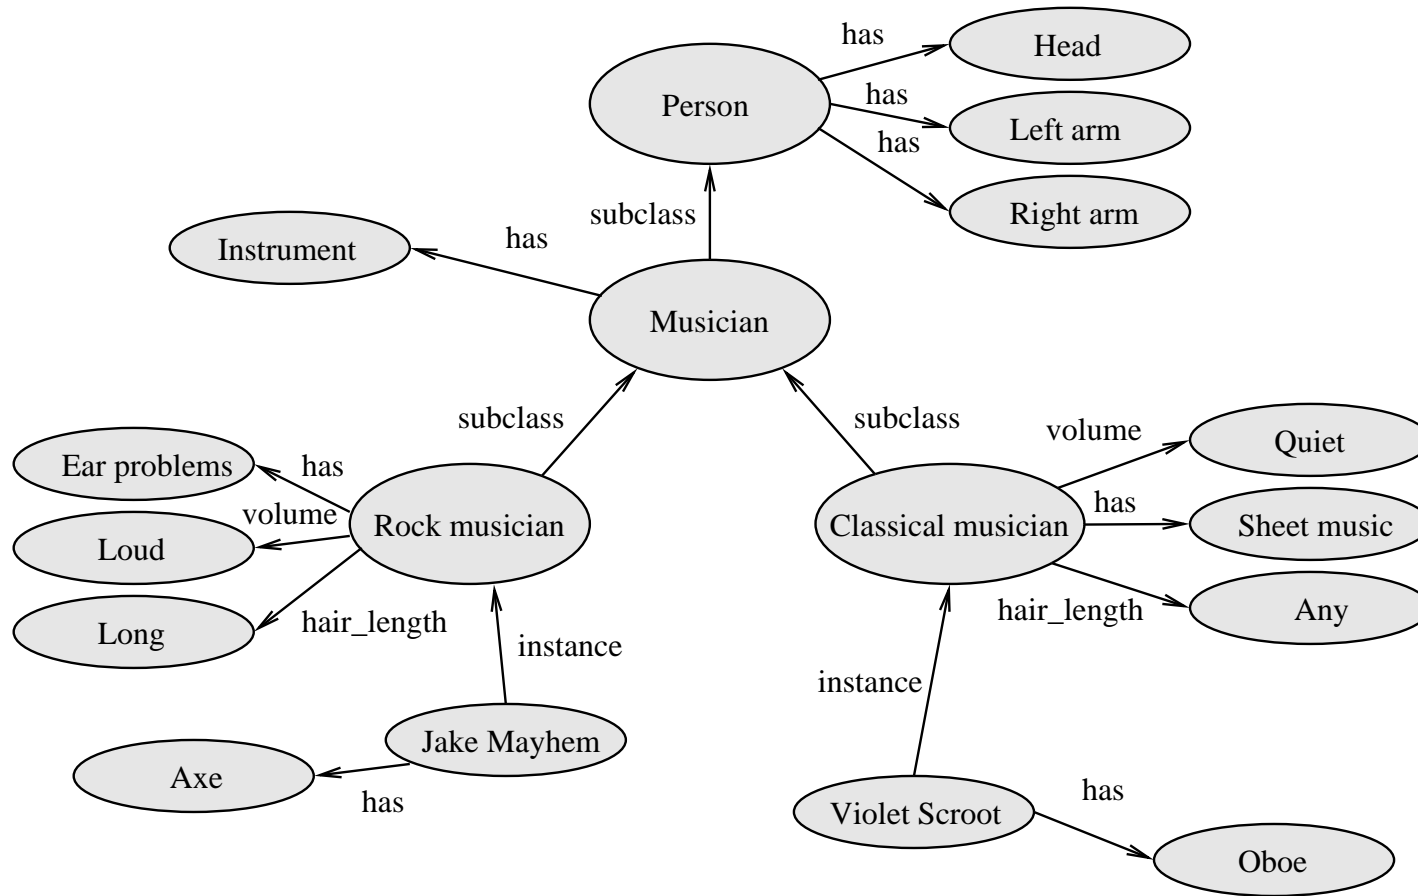 has
Head
Person
has
Left arm
has
Right arm
subclass
Instrument
has
Musician
subclass
subclass
volume
Quiet
Ear problems
has
has
volume
Rock musician
Classical musician
Sheet music
Loud
Long
hair_length
hair_length
Any
instance
instance
Jake Mayhem
Axe
has
Violet Scroot
has
Oboe